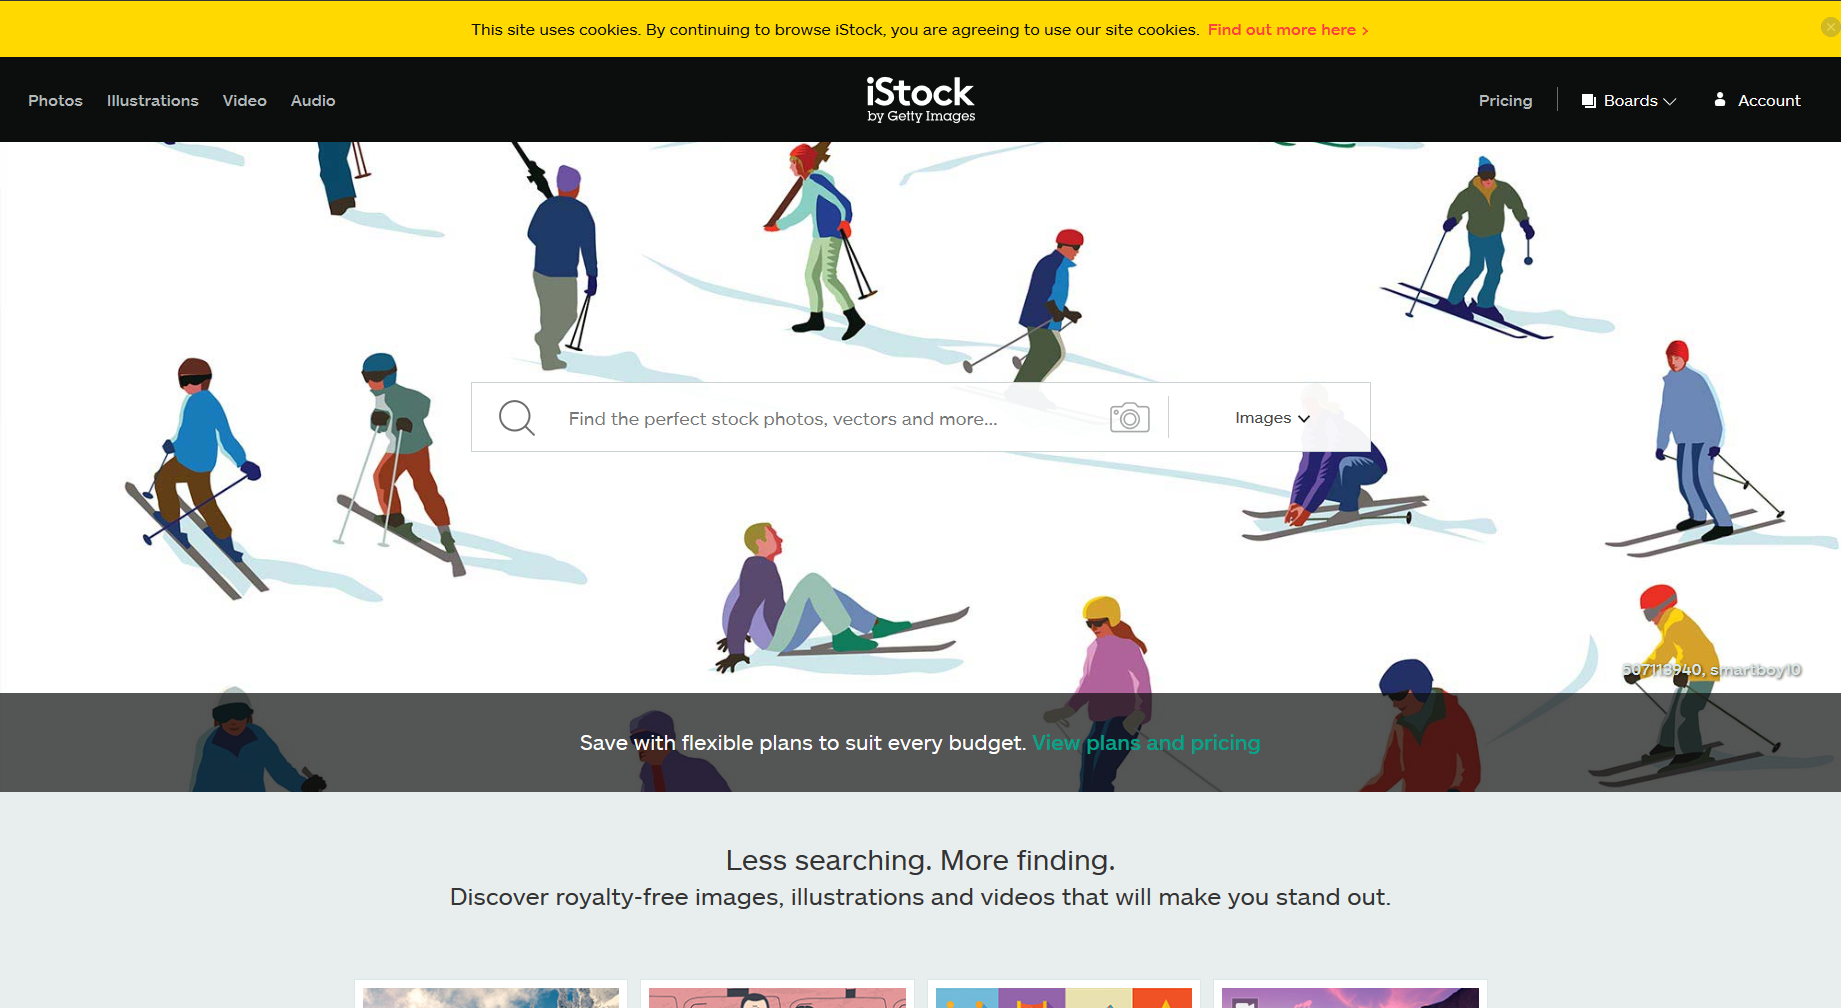 This site uses cookies. By continuing to browse iStock, you are agreeing to use our site cookies. Find out more here >
Photos Illustrations Video Audio
iStock
by Getty Images
Pricing Boards Account
Find the perfect stock photos, vectors and more...
Images
507113940, smartboy10
Save with flexible plans to suit every budget. View plans and pricing
Less searching. More finding.
Discover royalty-free images, illustrations and videos that will make you stand out.